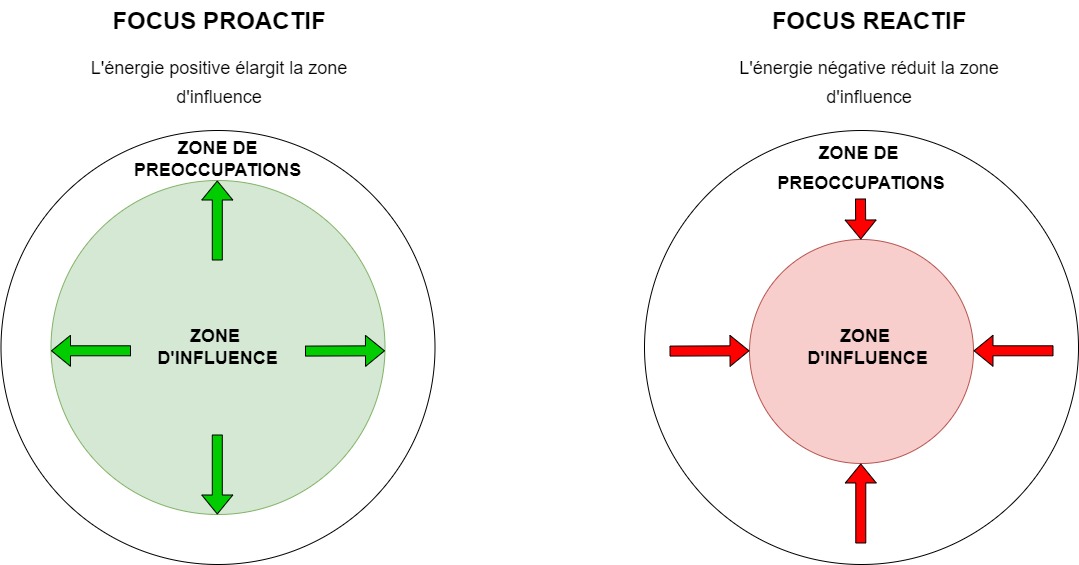 FOCUS PROACTIF
L'énergie positive élargit la zone
d'influence
ZONE DE
PREOCCUPATIONS
ZONE
D'INFLUENCE
FOCUS REACTIF
L'énergie négative réduit la zone
d'influence
ZONE DE
PREOCCUPATIONS
ZONE
D'INFLUENCE